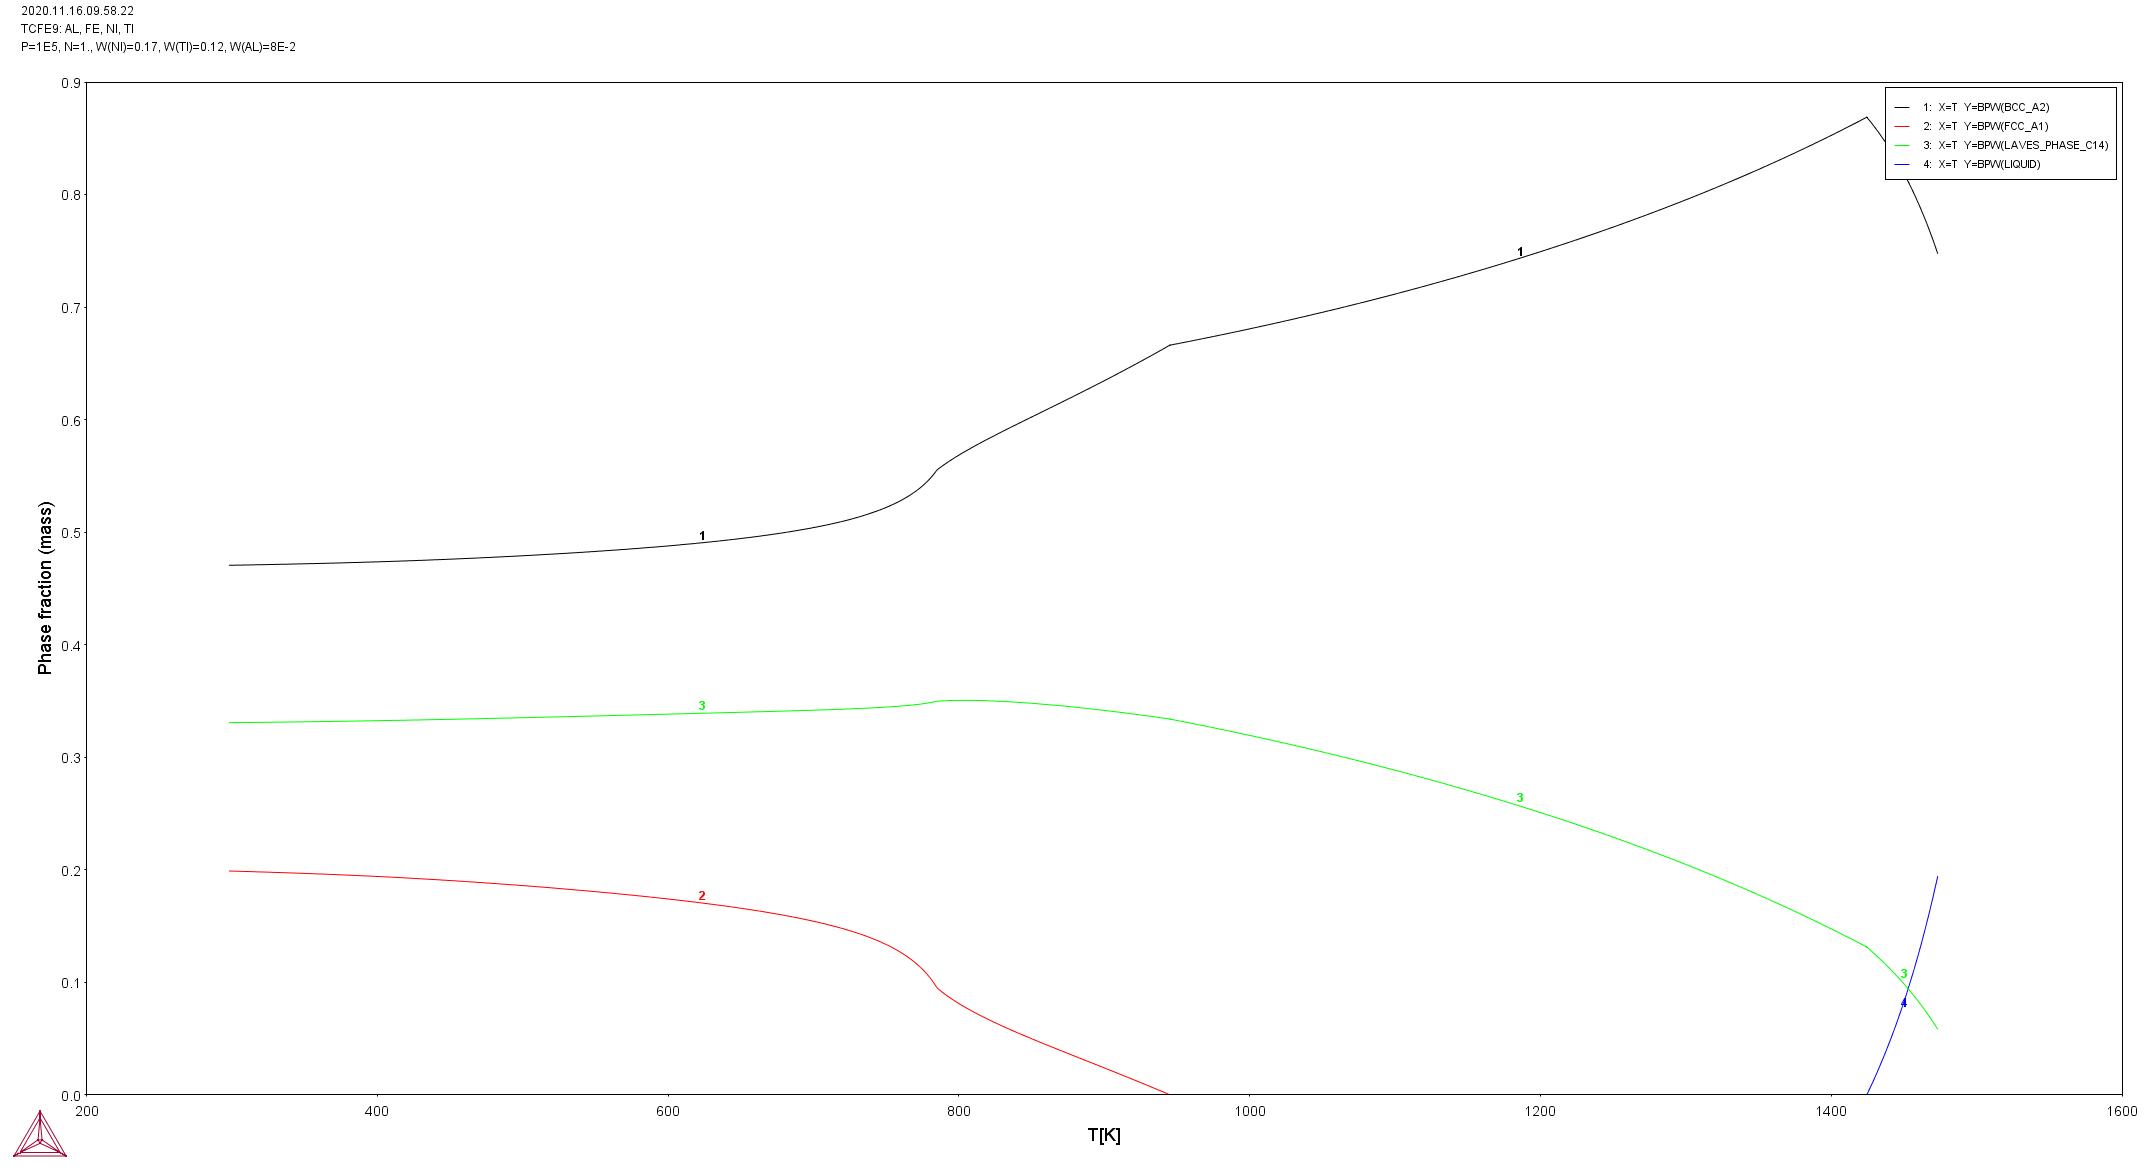 2020.11.16.09.58.22
TCFE9: AL, FE, NI, TI
P=1E5, N=1., W(NI)=0.17, W(TI)=0.12, W(AL)=8E-2
0.9
0.8
0.7
0.6
0.5
0.4
0.3
0.2
0.1
0.0
Phase fraction (mass)
1: X=T Y=BPW(BCC_A2)
2: X=T Y=BPW(FCC_A1)
3: X=T Y=BPW(LAVES_PHASE_C14)
4: X=T Y=BPW(LIQUID)
1
1
3
3
3
2
4
200 400 600 800 1000 1200 1400 1600
T[K]